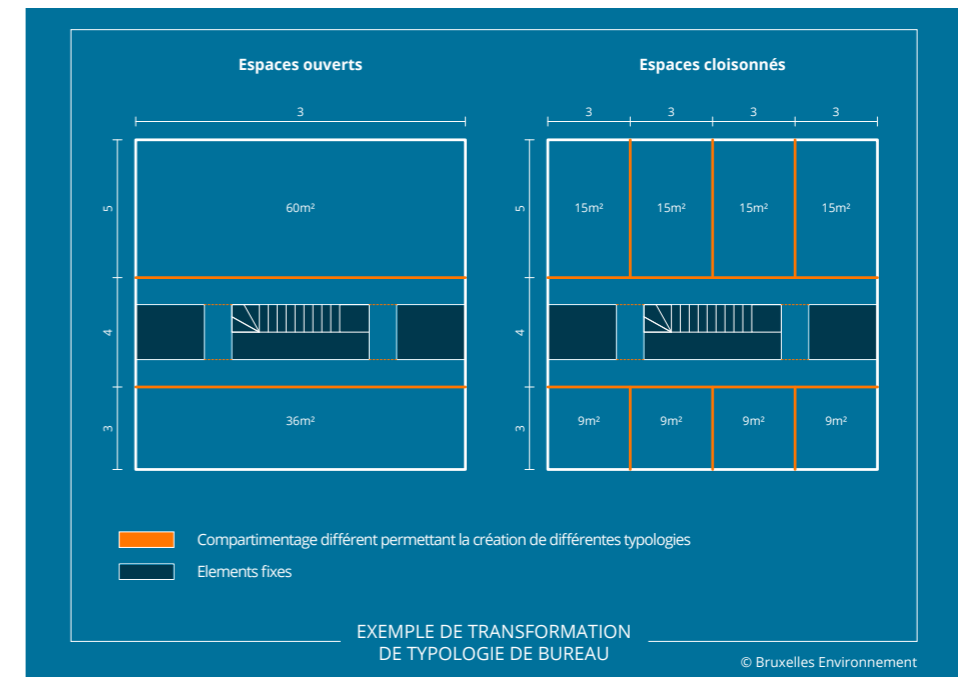 Espaces ouverts
3
5
4
3
60m²
36m²
Espaces cloisonnés
3 3 3 3
5
4
3
15m² 15m² 15m² 15m²
9m² 9m² 9m² 9m²
Compartimentage différent permettant la création de différentes typologies
Elements fixes
EXEMPLE DE TRANSFORMATION
DE TYPOLOGIE DE BUREAU
© Bruxelles Environnement